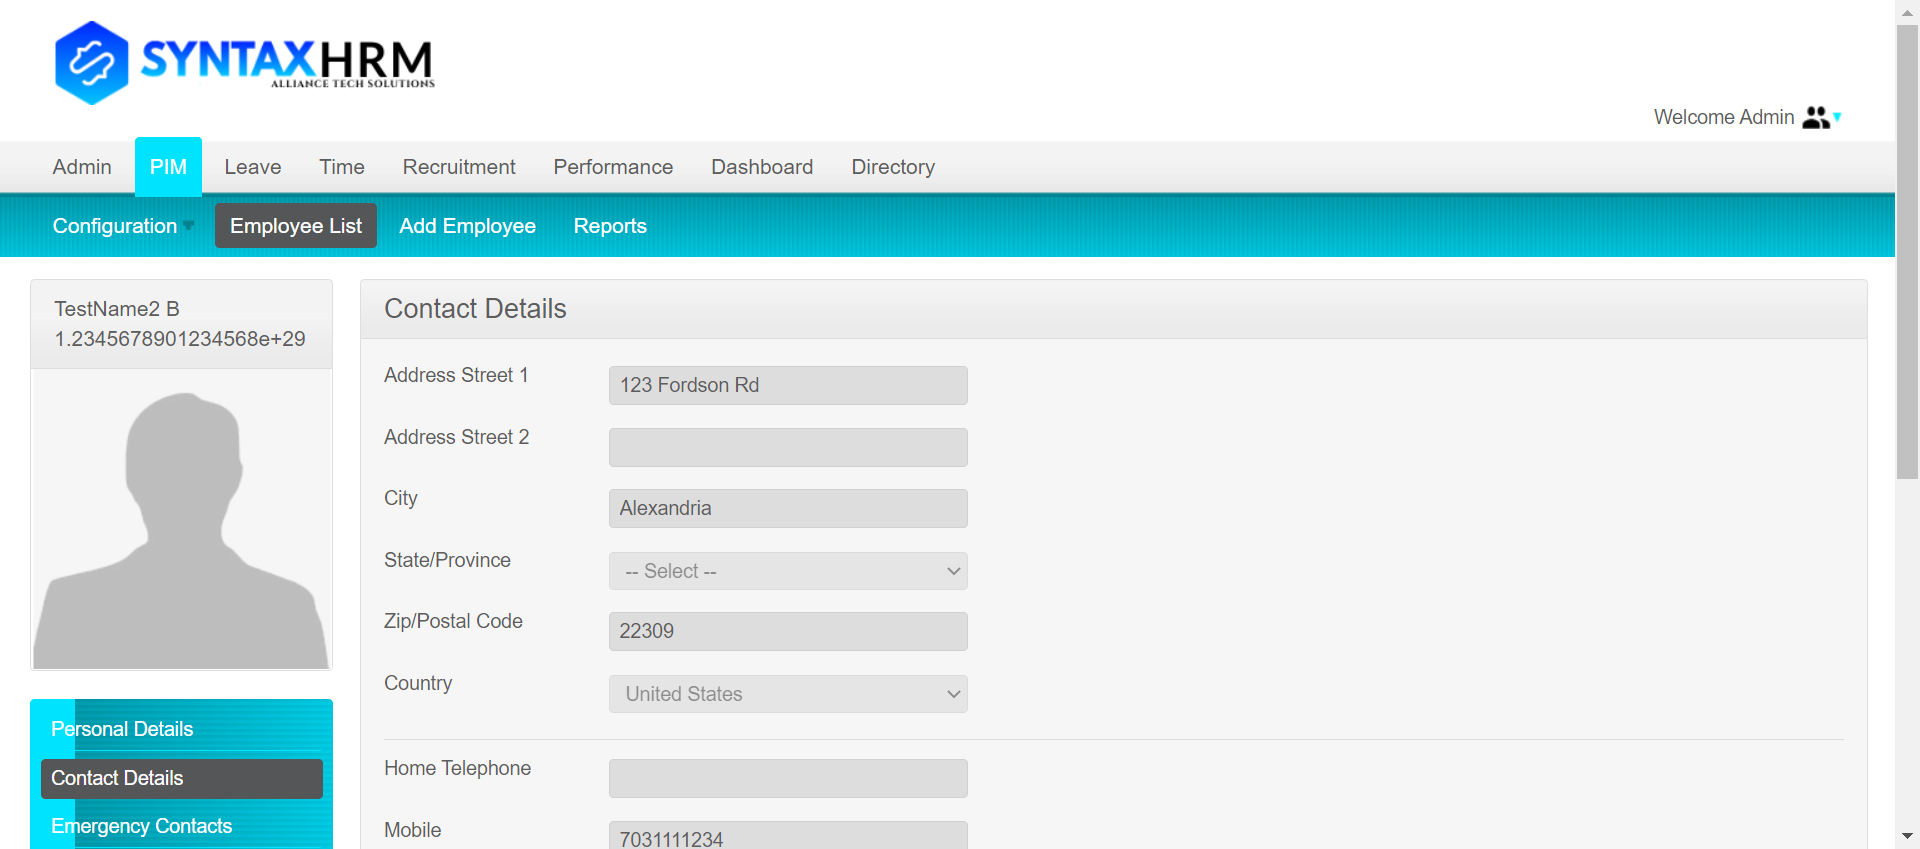 SYNTAXHRM
ALLIANCE TECH SOLUTIONS
Welcome Admin
Admin PIM Leave Time Recruitment Performance Dashboard Directory
Configuration Employee List Add Employee Reports
TestName2 B
1.2345678901234568e+29
Contact Details
Address Street 1 123 Fordson Rd
Address Street 2
City Alexandria
State/Province -- Select --
Zip/Postal Code 22309
Country United States
Home Telephone
Mobile 7031111234
Personal Details
Contact Details
Emergency Contacts